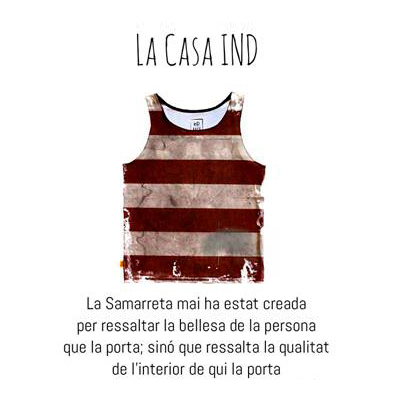 La Casa IND
La Samarreta mai ha estat creada
per ressaltar la bellesa de la persona
que la porta; sinó que ressalta la qualitat
de l'interior de qui la porta